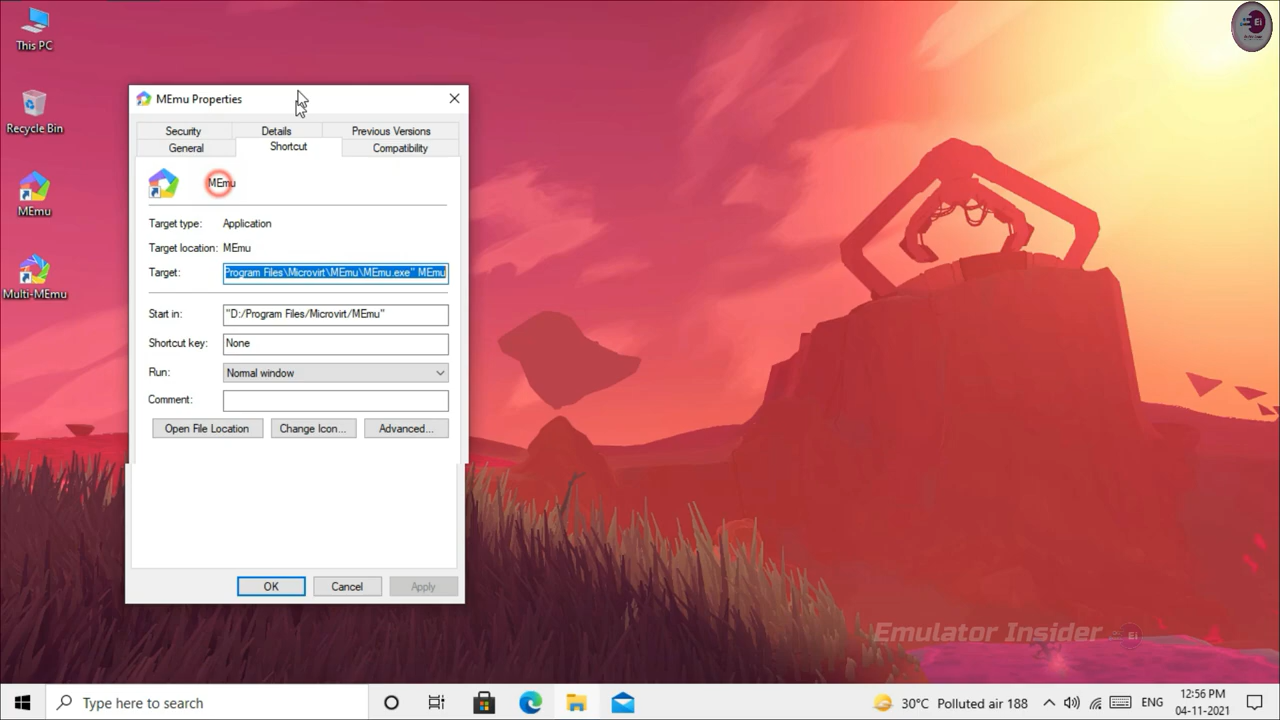 This PC
Recycle Bin
MEmu
Multi-MEmu
MEmu Properties
Security
Details
Previous Versions
General
Shortcut
Compatibility
MEmu
Target type: Application
Target location: MEmu
Target: Program Files\Microvirt\MEmu\MEmu.exe" MEmu
Start in: "D:/Program Files/Microvirt/MEmu"
Shortcut key: None
Run: Normal window
Comment:
Open File Location
Change Icon...
Advanced...
OK
Cancel
Apply
Ei
Emulator Insider
Ei
Type here to search
30°C Polluted air 188
ENG
12:56 PM
04-11-2021